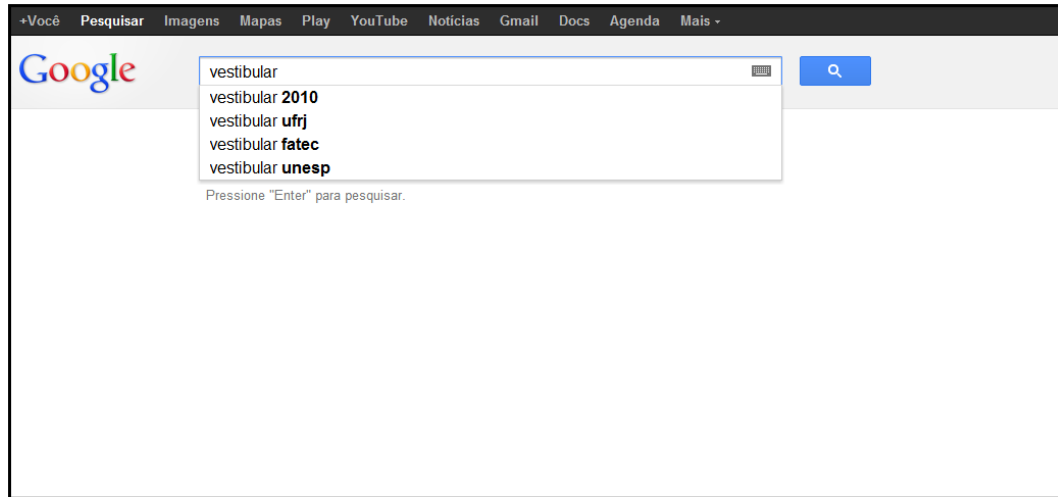 +Você Pesquisar Imagens Mapas Play YouTube Notícias Gmail Docs Agenda Mais
Google
vestibular
vestibular 2010
vestibular ufrj
vestibular fatec
vestibular unesp
Pressione "Enter" para pesquisar.